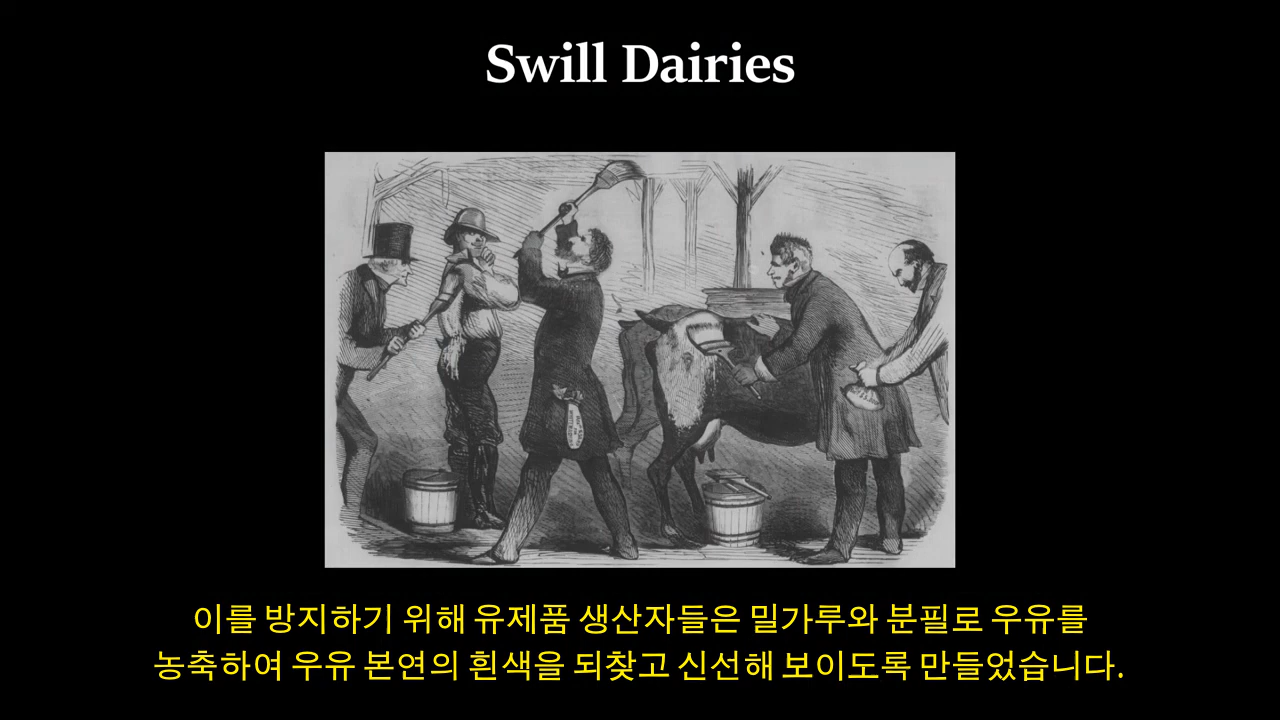 Swill Dairies
이를 방지하기 위해 유제품 생산자들은 밀가루와 분필로 우유를
농축하여 우유 본연의 흰색을 되찾고 신선해 보이도록 만들었습니다.